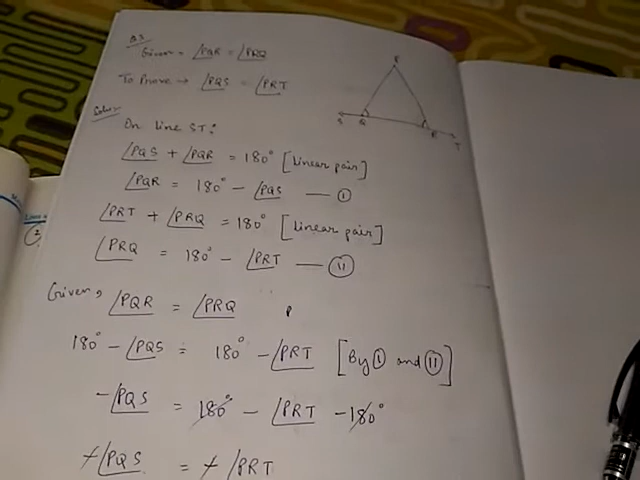 Q3
Given → ∠PQR = ∠PRQ
To Prove → ∠PQS = ∠PRT
Soln:-
On Line ST:
∠PQS + ∠PQR = 180° [Linear pair]
∠PQR = 180° - ∠PQS — (I)
∠PRT + ∠PRQ = 180° [Linear pair]
∠PRQ = 180° - ∠PRT — (II)
Given, ∠PQR = ∠PRQ
180° - ∠PQS = 180° - ∠PRT [By (I) and (II)]
-∠PQS = 180° - ∠PRT - 180°
-∠PQS = -∠PRT
P
S Q R T